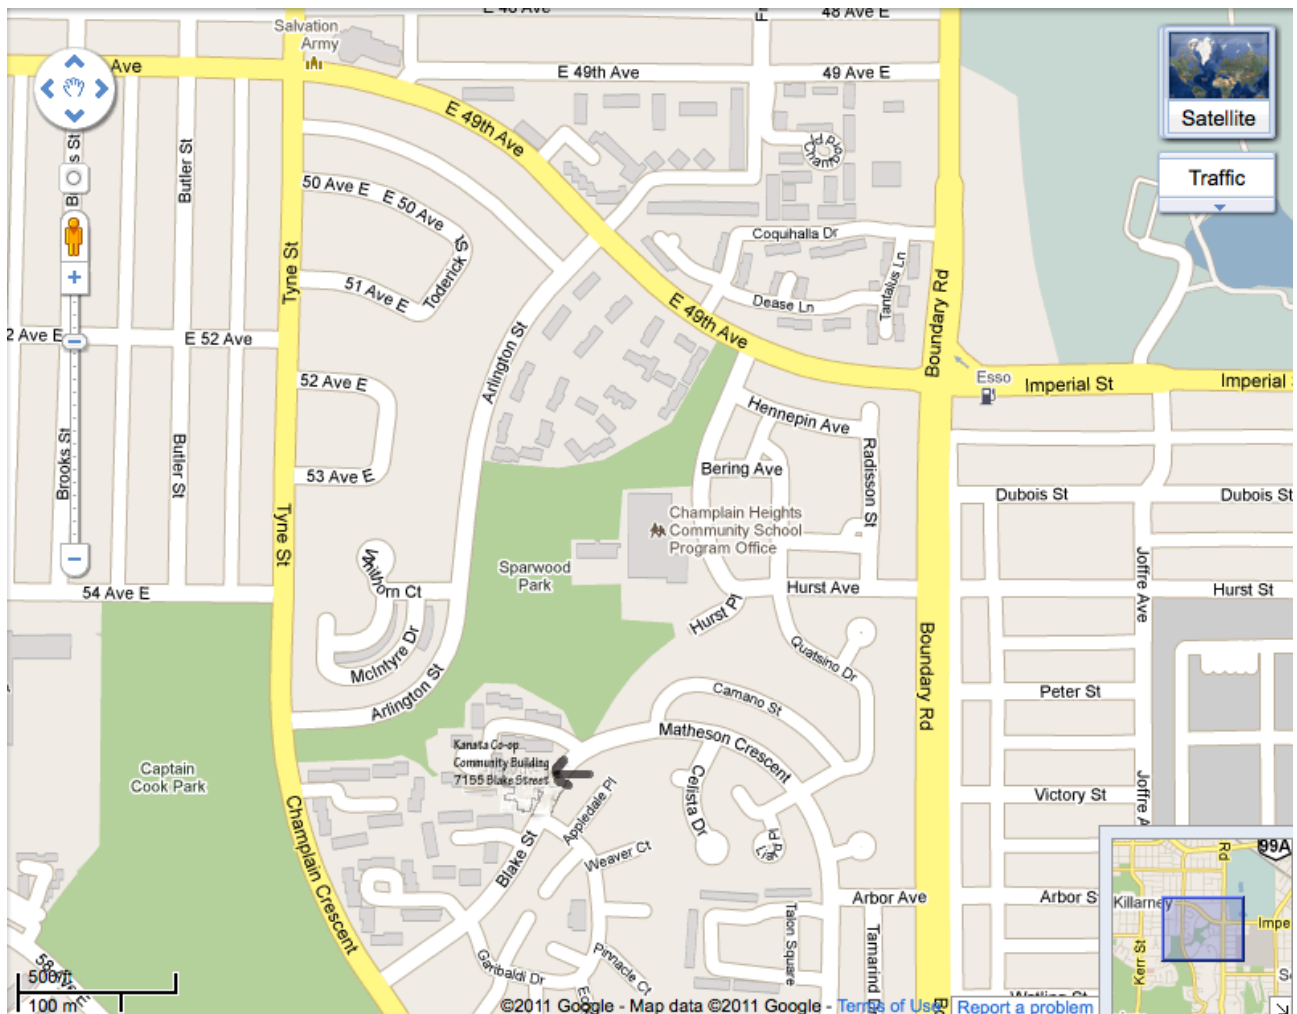 48 Ave E
Salvation
Army
Ave
E 49th Ave
49 Ave E
E 49th Ave
Satellite
Traffic
Butler St
50 Ave E
E 50 Ave
Toderick St
51 Ave E
Tyne St
Coquihalla Dr
Tantalus Ln
Dease Ln
E 49th Ave
Boundary Rd
E 52 Ave
Arlington St
52 Ave E
Esso
Imperial St
Imperial
Hennepin Ave
Brooks St
Butler St
53 Ave E
Bering Ave
Radisson St
Dubois St
Dubois St
Tyne St
Champlain Heights
Community School
Program Office
Sparwood
Park
Joffre Ave
54 Ave E
Hurst Ave
Hurst St
Hurst Pl
McIntyre Dr
Quatsino Dr
Boundary Rd
Arlington St
Camano St
Peter St
Matheson Crescent
Kanata Co-op
Community Building
7155 Blake Street
Captain
Cook Park
Celista Dr
Appledale Pl
Victory St
Joffre A
Champlain Crescent
Blake St
Weaver Ct
Rd
99A
Killarney
Arbor Ave
Arbor S
Impe
Talon Square
Tamarind D
Kerr St
Garibaldi Dr
Pinnacle Ct
500 ft
100 m
©2011 Google - Map data ©2011 Google - Terms of Use
Report a problem